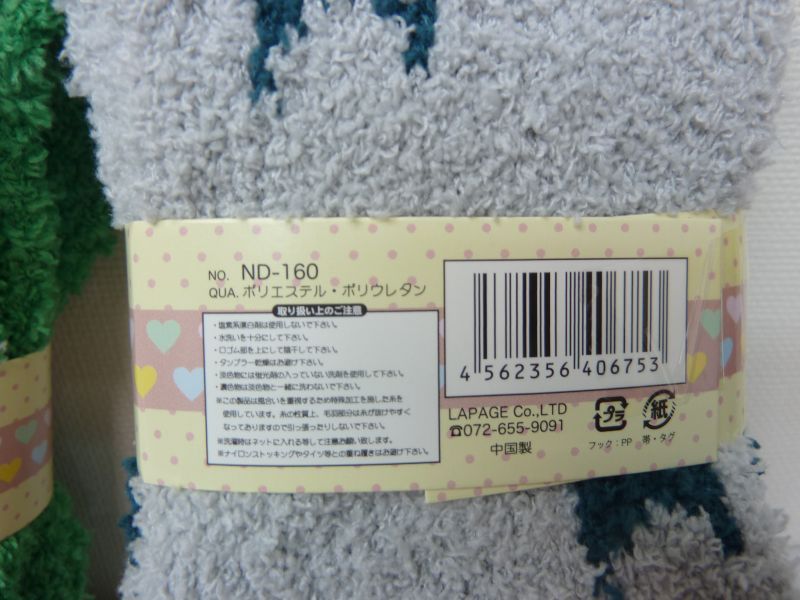 NO. ND-160
QUA. ポリエステル・ポリウレタン
取り扱い上のご注意
・塩素系漂白剤は使用しないで下さい。
・水洗いを十分にして下さい。
・口ゴム部を上にして陰干しして下さい。
・タンブラー乾燥はお避け下さい。
・淡色物には蛍光剤の入っていない洗剤を使用して下さい。
・濃色物は淡色物と一緒に洗わないで下さい。
※この製品は風合いを重視するため特殊加工を施した糸を
使用しています。糸の性質上、毛羽部分は糸が抜けやすく
なっておりますので引っ張ったりしないで下さい。
※洗濯時はネットに入れる等して注意お願い致します。
※ナイロンストッキングやタイツ等との重ね履きはお避け下さい。
4 562356 406753
LAPAGE Co.,LTD
☎072-655-9091
中国製
プラ
紙
フック：PP 帯・タグ